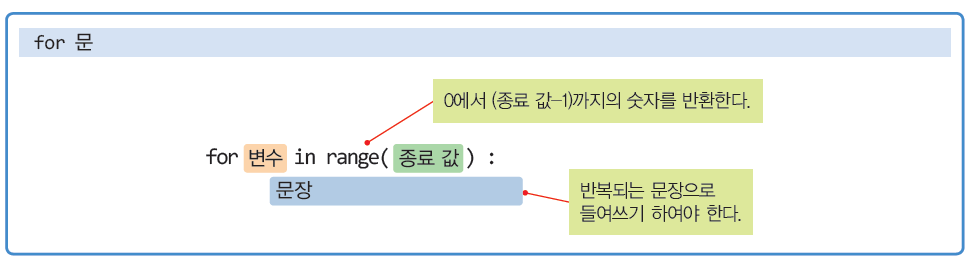 for 문
0에서 (종료 값-1)까지의 숫자를 반환한다.
for 변수 in range( 종료 값 ) :
문장
반복되는 문장으로
들여쓰기 하여야 한다.